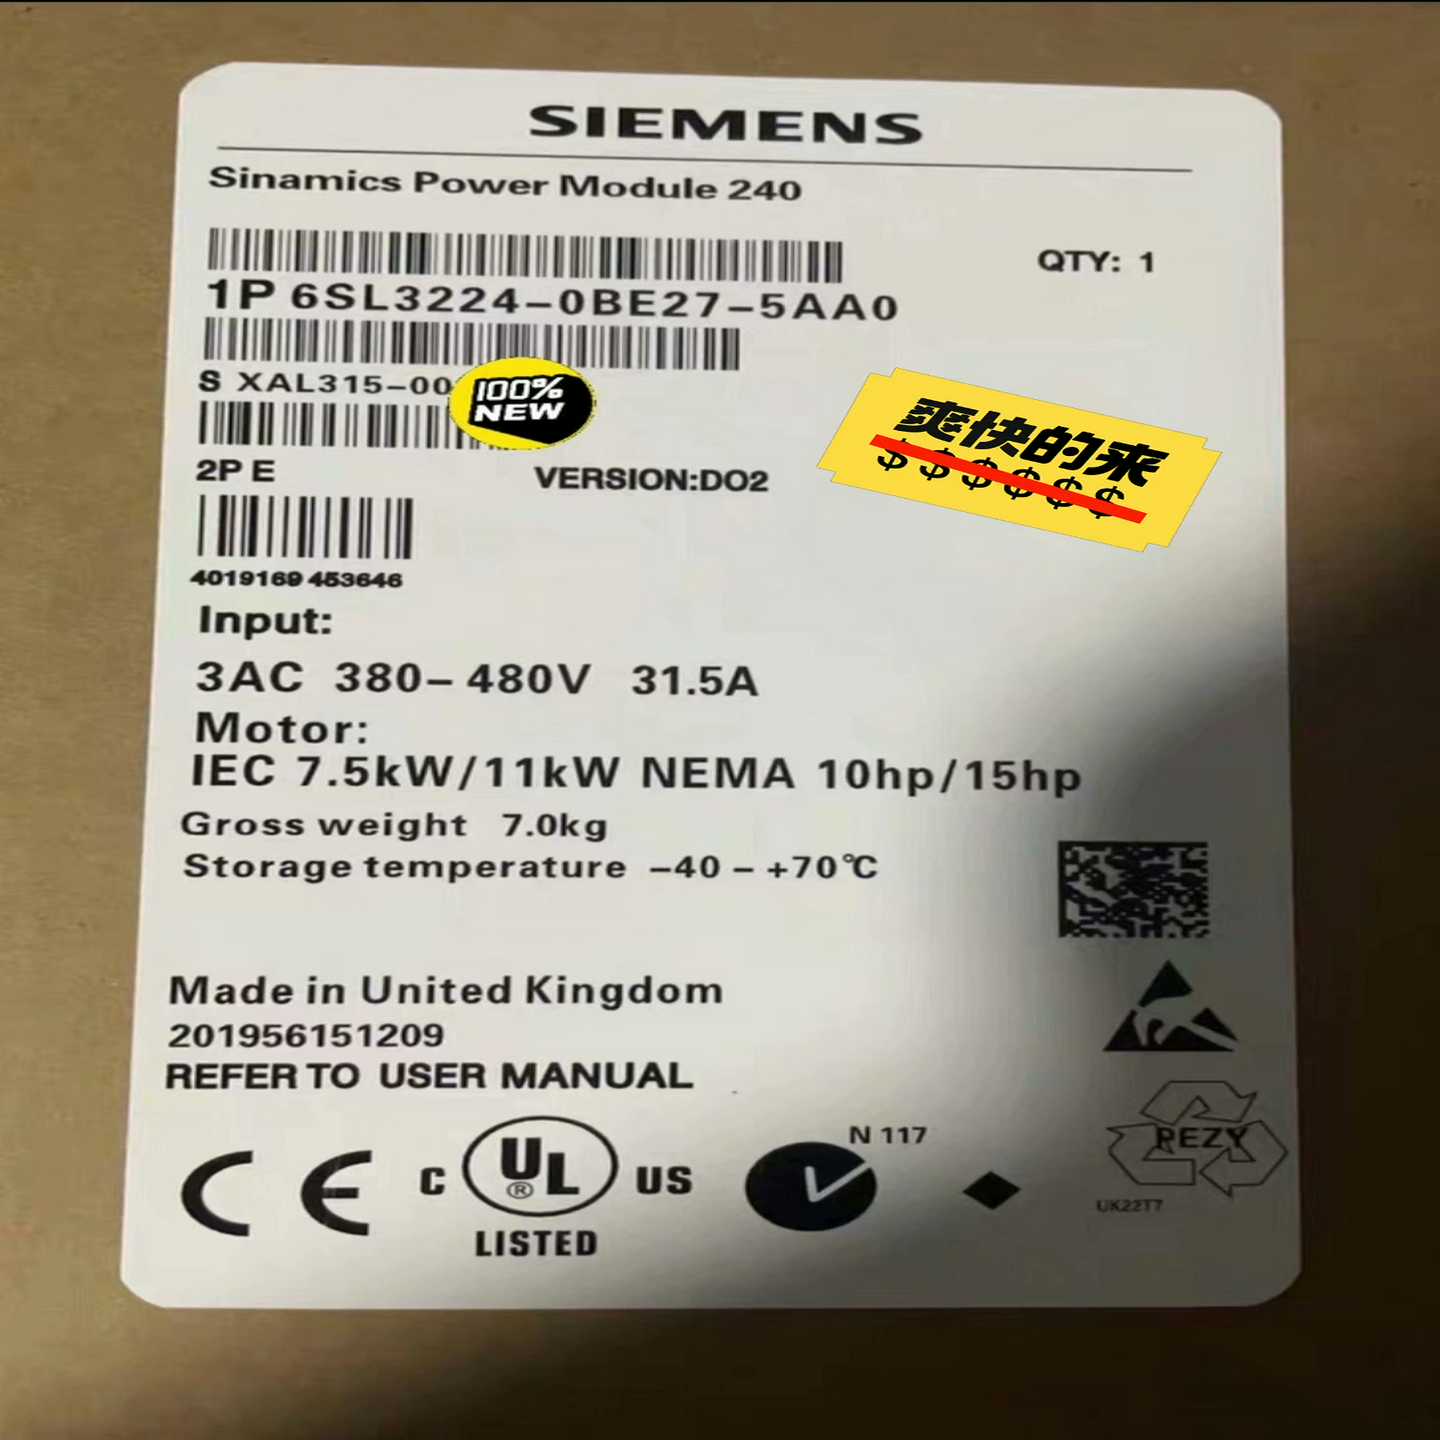 SIEMENS
Sinamics Power Module 240
QTY: 1
1P 6SL3224-0BE27-5AA0
S XAL315-00
100%
NEW
爽快的来
$$$$$$
2P E
VERSION:DO2
4019169 453646
Input:
3AC 380-480V 31.5A
Motor:
IEC 7.5kW/11kW NEMA 10hp/15hp
Gross weight 7.0kg
Storage temperature -40 - +70℃
Made in United Kingdom
201956151209
REFER TO USER MANUAL
N 117
CE
C UL US
®
LISTED
PEZY
UK22T7